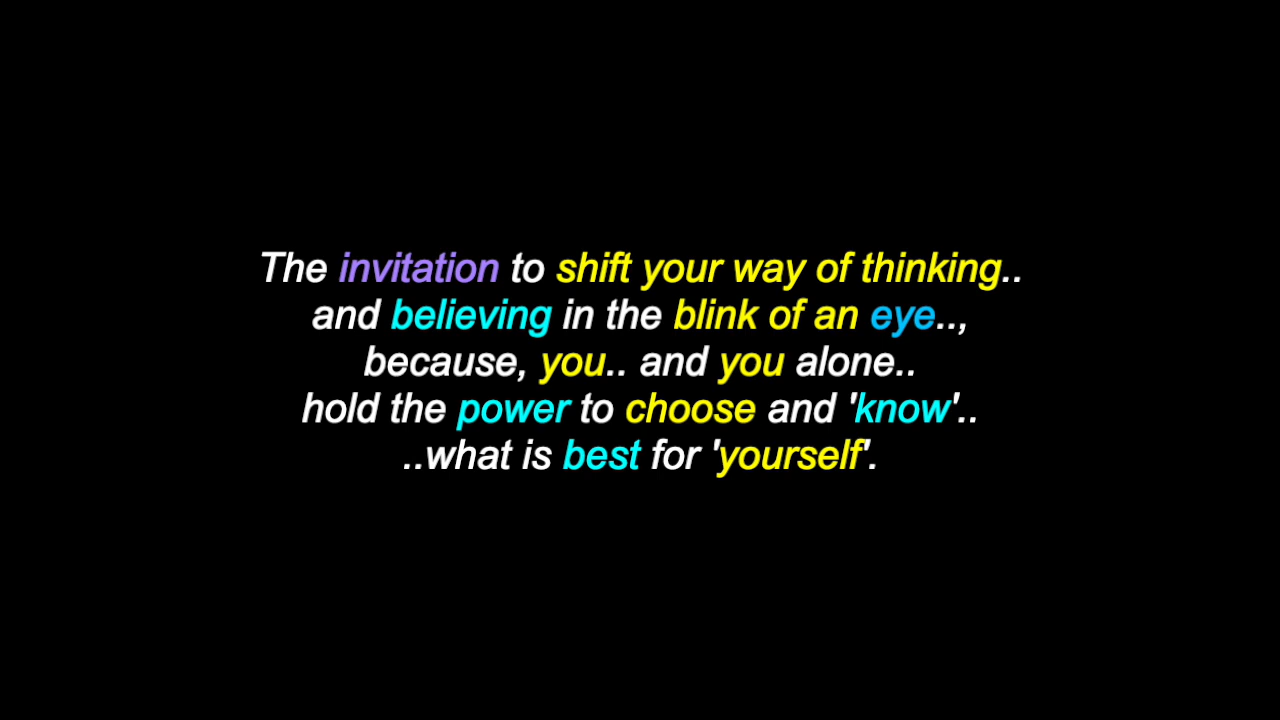 The invitation to shift your way of thinking..
and believing in the blink of an eye..,
because, you.. and you alone..
hold the power to choose and 'know'..
..what is best for 'yourself'.